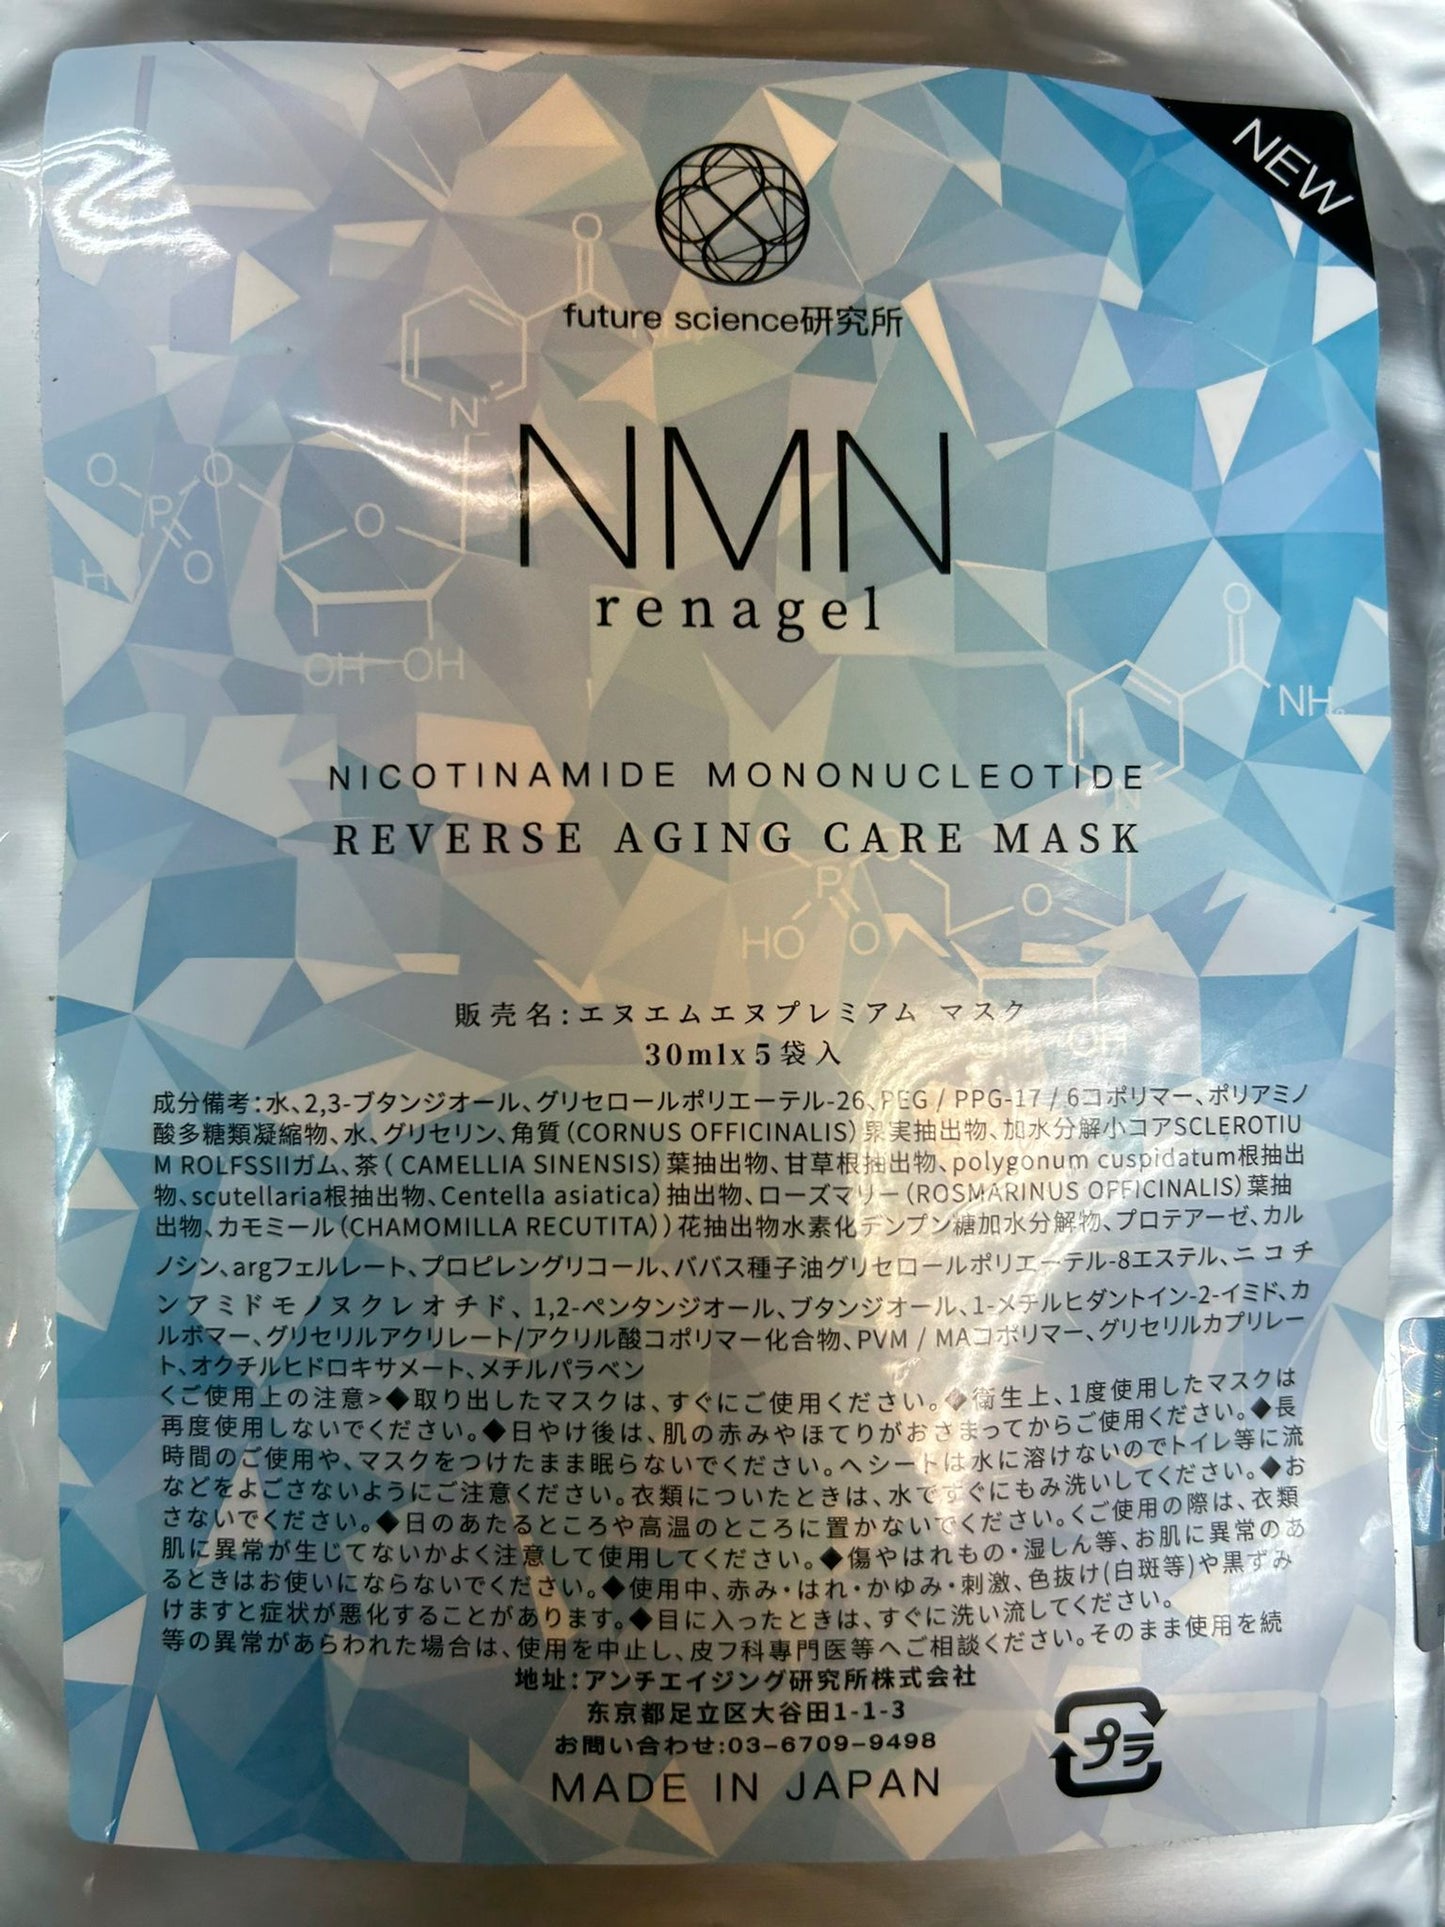 NEW
future science研究所
NMN
renagel
NICOTINAMIDE MONONUCLEOTIDE
REVERSE AGING CARE MASK
販売名:エヌエムエヌプレミアム マスク
30mlx5袋入
成分備考:水、2,3-ブタンジオール、グリセロールポリエーテル-26、PEG / PPG-17 / 6コポリマー、ポリアミノ
酸多糖類凝縮物、水、グリセリン、角質(CORNUS OFFICINALIS)果実抽出物、加水分解小コアSCLEROTIU
M ROLFSSIIガム、茶( CAMELLIA SINENSIS)葉抽出物、甘草根抽出物、polygonum cuspidatum根抽出
物、scutellaria根抽出物、Centella asiatica)抽出物、ローズマリー(ROSMARINUS OFFICINALIS)葉抽
出物、カモミール(CHAMOMILLA RECUTITA))花抽出物水素化デンプン糖加水分解物、プロテアーゼ、カル
ノシン、argフェルレート、プロピレングリコール、ババス種子油グリセロールポリエーテル-8エステル、ニコチ
ンアミドモノヌクレオチド、1,2-ペンタンジオール、ブタンジオール、1-メチルヒダントイン-2-イミド、カ
ルボマー、グリセリルアクリレート/アクリル酸コポリマー化合物、PVM / MAコポリマー、グリセリルカプリレー
ト、オクチルヒドロキサメート、メチルパラベン
<ご使用上の注意>◆取り出したマスクは、すぐにご使用ください。◆衛生上、1度使用したマスクは
再度使用しないでください。◆日やけ後は、肌の赤みやほてりがおさまってからご使用ください。◆長
時間のご使用や、マスクをつけたまま眠らないでください。ヘシートは水に溶けないのでトイレ等に流
などをよごさないようにご注意ください。衣類についたときは、水ですぐにもみ洗いしてください。◆お
さないでください。◆日のあたるところや高温のところに置かないでください。くご使用の際は、衣類
肌に異常が生じてないかよく注意して使用してください。◆傷やはれもの・湿しん等、お肌に異常のあ
るときはお使いにならないでください。◆使用中、赤み・はれ・かゆみ・刺激、色抜け(白斑等)や黒ずみ
けますと症状が悪化することがあります。◆目に入ったときは、すぐに洗い流してください。
等の異常があらわれた場合は、使用を中止し、皮フ科専門医等へご相談ください。そのまま使用を続
地址:アンチエイジング研究所株式会社
东京都足立区大谷田1-1-3
お問い合わせ:03-6709-9498
MADE IN JAPAN
プラ